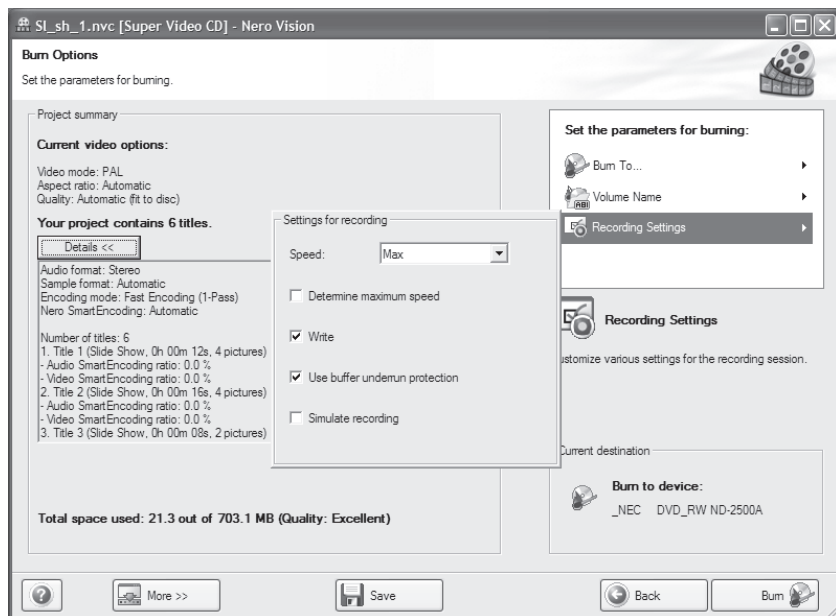 Sl_sh_1.nvc [Super Video CD] - Nero Vision
Burn Options
Set the parameters for burning.
Project summary
Current video options:
Video mode: PAL
Aspect ratio: Automatic
Quality: Automatic (fit to disc)
Your project contains 6 titles.
Details <<
Audio format: Stereo
Sample format: Automatic
Encoding mode: Fast Encoding (1-Pass)
Nero SmartEncoding: Automatic
Number of titles: 6
1. Title 1 (Slide Show, 0h 00m 12s, 4 pictures)
- Audio SmartEncoding ratio: 0.0 %
- Video SmartEncoding ratio: 0.0 %
2. Title 2 (Slide Show, 0h 00m 16s, 4 pictures)
- Audio SmartEncoding ratio: 0.0 %
- Video SmartEncoding ratio: 0.0 %
3. Title 3 (Slide Show, 0h 00m 08s, 2 pictures)
Total space used: 21.3 out of 703.1 MB (Quality: Excellent)
Settings for recording
Speed: Max
Determine maximum speed
Write
Use buffer underrun protection
Simulate recording
Set the parameters for burning:
Burn To...
Volume Name
Recording Settings
Recording Settings
ustomize various settings for the recording session.
Current destination
Burn to device:
_NEC DVD_RW ND-2500A
More >>
Save
Back
Burn